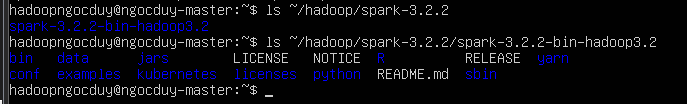 hadoopngocduy@ngocduy-master:~$ ls ~/hadoop/spark-3.2.2
spark-3.2.2-bin-hadoop3.2
hadoopngocduy@ngocduy-master:~$ ls ~/hadoop/spark-3.2.2/spark-3.2.2-bin-hadoop3.2
bin data jars LICENSE NOTICE R RELEASE yarn
conf examples kubernetes licenses python README.md sbin
hadoopngocduy@ngocduy-master:~$ _